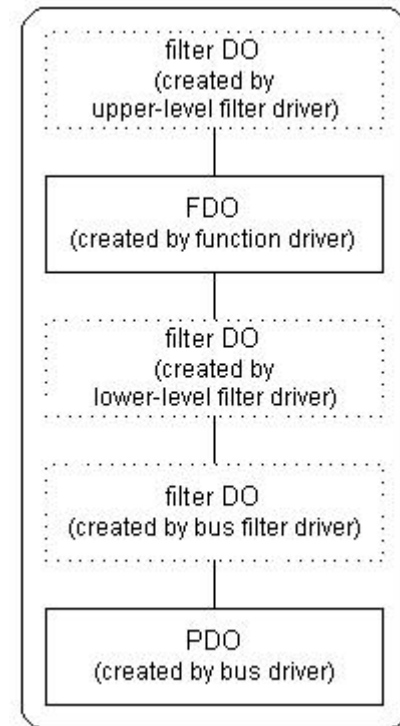 filter DO
(created by
upper-level filter driver)
FDO
(created by function driver)
filter DO
(created by
lower-level filter driver)
filter DO
(created by bus filter driver)
PDO
(created by bus driver)